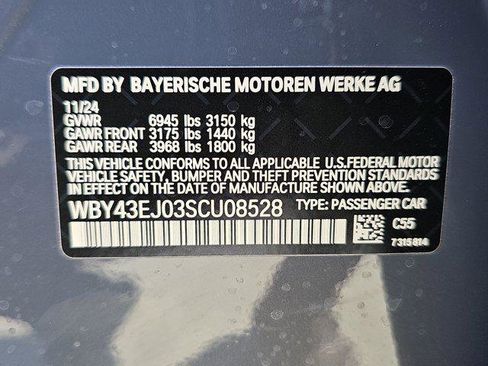 MFD BY BAYERISCHE MOTOREN WERKE AG
11/24
GVWR 6945 lbs 3150 kg
GAWR FRONT 3175 lbs 1440 kg
GAWR REAR 3968 lbs 1800 kg
THIS VEHICLE CONFORMS TO ALL APPLICABLE U.S.FEDERAL MOTOR
VEHICLE SAFETY, BUMPER AND THEFT PREVENTION STANDARDS
IN EFFECT ON THE DATE OF MANUFACTURE SHOWN ABOVE.
WBY43EJ03SCU08528 TYPE: PASSENGER CAR
C55
7315814